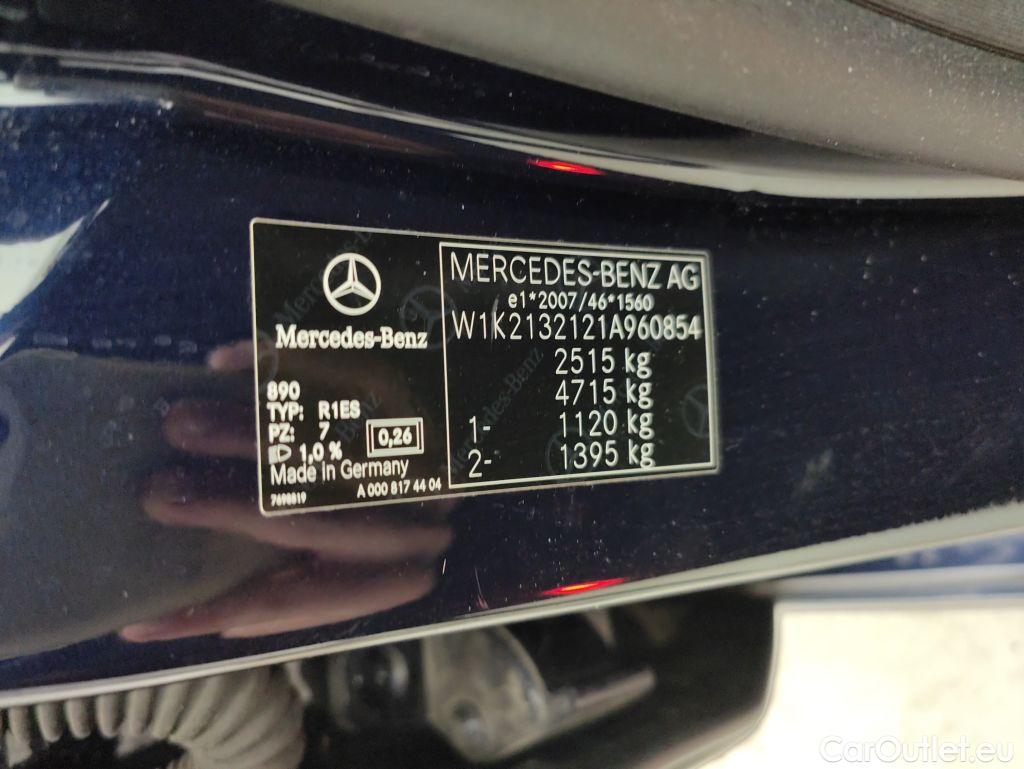 Mercedes-Benz
890
TYP: R1ES
PZ: 7
1,0 %
0,26
Made in Germany
7698819
A 000 817 44 04
MERCEDES-BENZ AG
e1*2007/46*1560
W1K2132121A960854
2515 kg
4715 kg
1- 1120 kg
2- 1395 kg
CarOutlet.eu